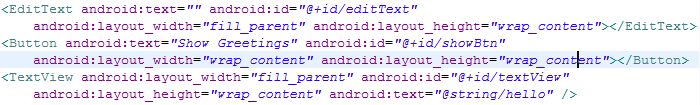 <EditText android:text="" android:id="@+id/editText"
android:layout_width="fill_parent" android:layout_height="wrap_content"></EditText>
<Button android:text="Show Greetings" android:id="@+id/showBtn"
android:layout_width="wrap_content" android:layout_height="wrap_content"></Button>
<TextView android:layout_width="fill_parent" android:id="@+id/textView"
android:layout_height="wrap_content" android:text="@string/hello" />